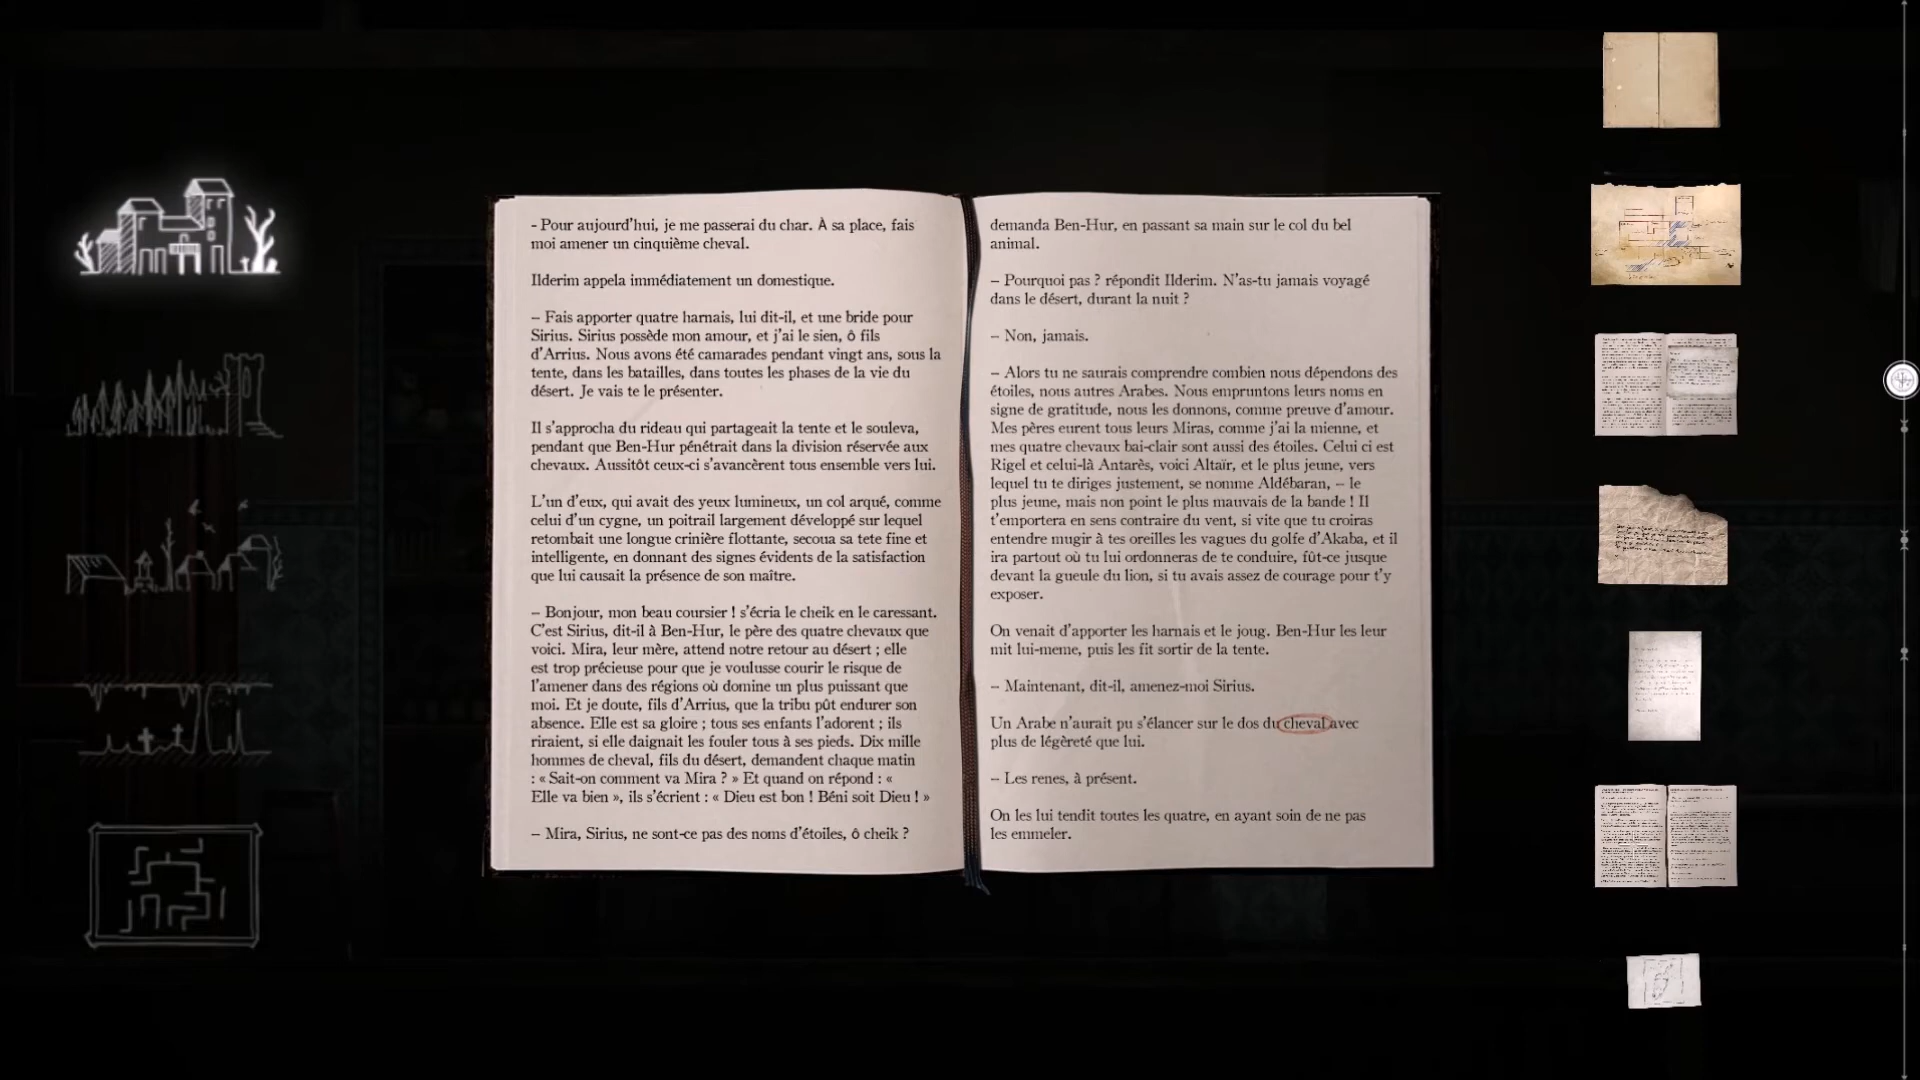 - Pour aujourd'hui, je me passerai du char. À sa place, fais
moi amener un cinquième cheval.
Ilderim appela immédiatement un domestique.
– Fais apporter quatre harnais, lui dit-il, et une bride pour
Sirius. Sirius possède mon amour, et j'ai le sien, ô fils
d'Arrius. Nous avons été camarades pendant vingt ans, sous la
tente, dans les batailles, dans toutes les phases de la vie du
désert. Je vais te le présenter.
Il s'approcha du rideau qui partageait la tente et le souleva,
pendant que Ben-Hur pénétrait dans la division réservée aux
chevaux. Aussitôt ceux-ci s'avancèrent tous ensemble vers lui.
L'un d'eux, qui avait des yeux lumineux, un col arqué, comme
celui d'un cygne, un poitrail largement développé sur lequel
retombait une longue crinière flottante, secoua sa tete fine et
intelligente, en donnant des signes évidents de la satisfaction
que lui causait la présence de son maître.
– Bonjour, mon beau coursier ! s'écria le cheik en le caressant.
C'est Sirius, dit-il à Ben-Hur, le père des quatre chevaux que
voici. Mira, leur mère, attend notre retour au désert ; elle
est trop précieuse pour que je voulusse courir le risque de
l'amener dans des régions où domine un plus puissant que
moi. Et je doute, fils d'Arrius, que la tribu pût endurer son
absence. Elle est sa gloire ; tous ses enfants l'adorent ; ils
riraient, si elle daignait les fouler tous à ses pieds. Dix mille
hommes de cheval, fils du désert, demandent chaque matin
: « Sait-on comment va Mira ? » Et quand on répond : «
Elle va bien », ils s'écrient : « Dieu est bon ! Béni soit Dieu ! »
– Mira, Sirius, ne sont-ce pas des noms d'étoiles, ô cheik ?
demanda Ben-Hur, en passant sa main sur le col du bel
animal.
– Pourquoi pas ? répondit Ilderim. N'as-tu jamais voyagé
dans le désert, durant la nuit ?
– Non, jamais.
– Alors tu ne saurais comprendre combien nous dépendons des
étoiles, nous autres Arabes. Nous empruntons leurs noms en
signe de gratitude, nous les donnons, comme preuve d'amour.
Mes pères eurent tous leurs Miras, comme j'ai la mienne, et
mes quatre chevaux bai-clair sont aussi des étoiles. Celui ci est
Rigel et celui-là Antarès, voici Altaïr, et le plus jeune, vers
lequel tu te diriges justement, se nomme Aldébaran, – le
plus jeune, mais non point le plus mauvais de la bande ! Il
t'emportera en sens contraire du vent, si vite que tu croiras
entendre mugir à tes oreilles les vagues du golfe d'Akaba, et il
ira partout où tu lui ordonneras de te conduire, fût-ce jusque
devant la gueule du lion, si tu avais assez de courage pour t'y
exposer.
On venait d'apporter les harnais et le joug. Ben-Hur les leur
mit lui-meme, puis les fit sortir de la tente.
– Maintenant, dit-il, amenez-moi Sirius.
Un Arabe n'aurait pu s'élancer sur le dos du cheval avec
plus de légèreté que lui.
– Les renes, à présent.
On les lui tendit toutes les quatre, en ayant soin de ne pas
les emmeler.